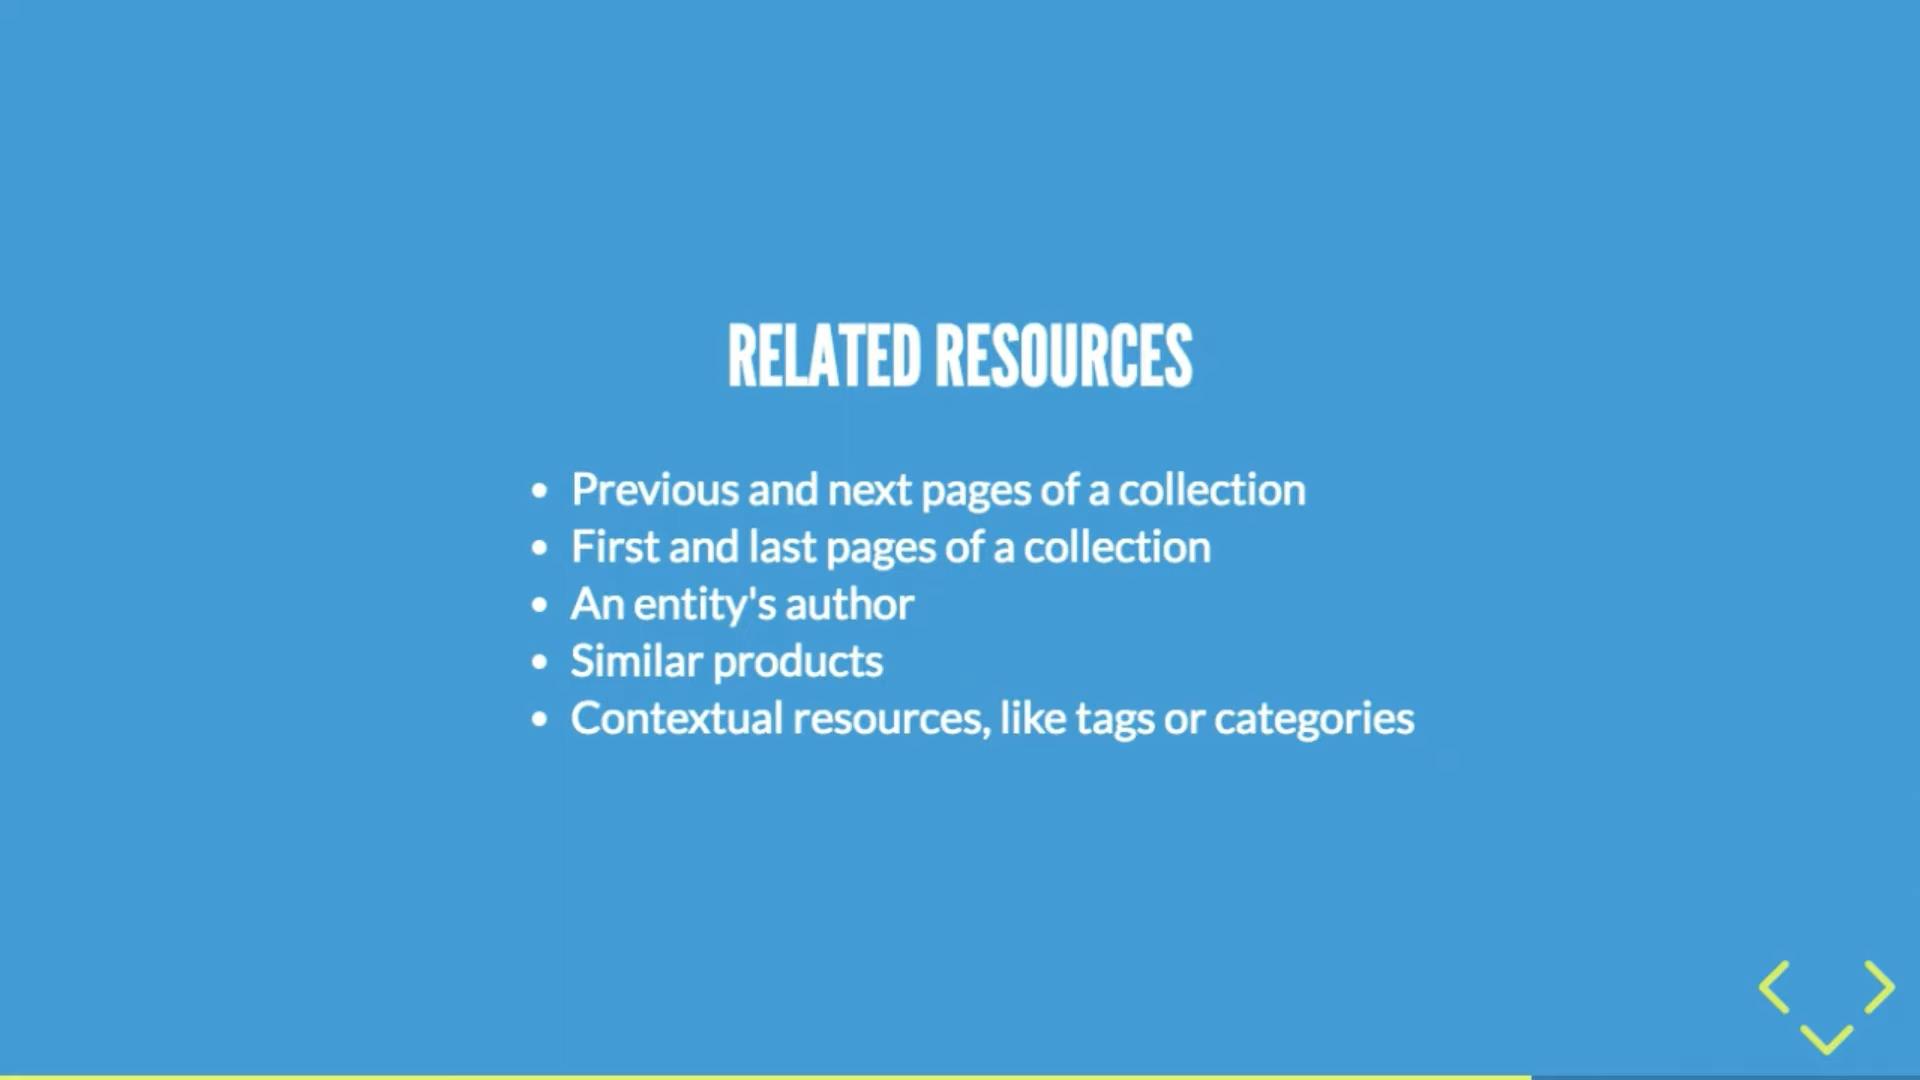 RELATED RESOURCES
• Previous and next pages of a collection
• First and last pages of a collection
• An entity's author
• Similar products
• Contextual resources, like tags or categories